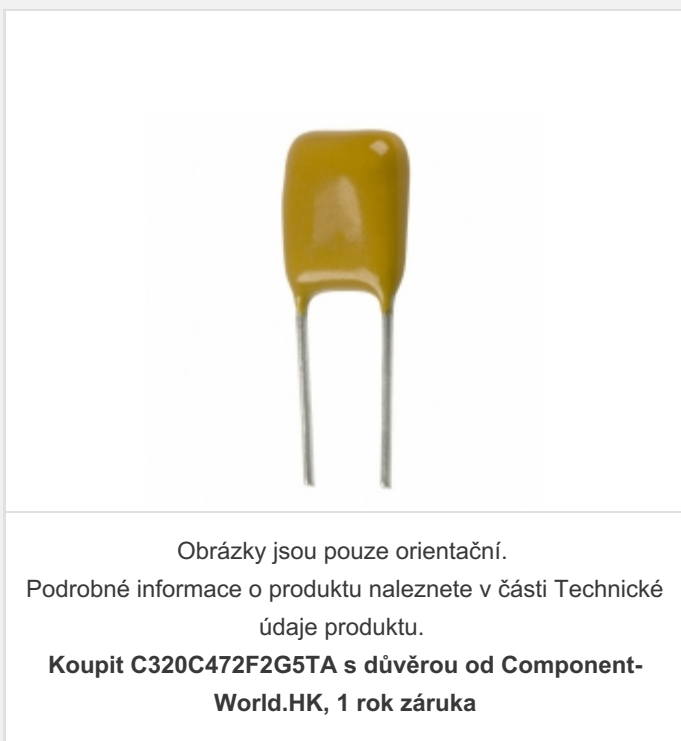 Obrázky jsou pouze orientační.
Podrobné informace o produktu naleznete v části Technické
údaje produktu.
Koupit C320C472F2G5TA s důvěrou od Component-
World.HK, 1 rok záruka